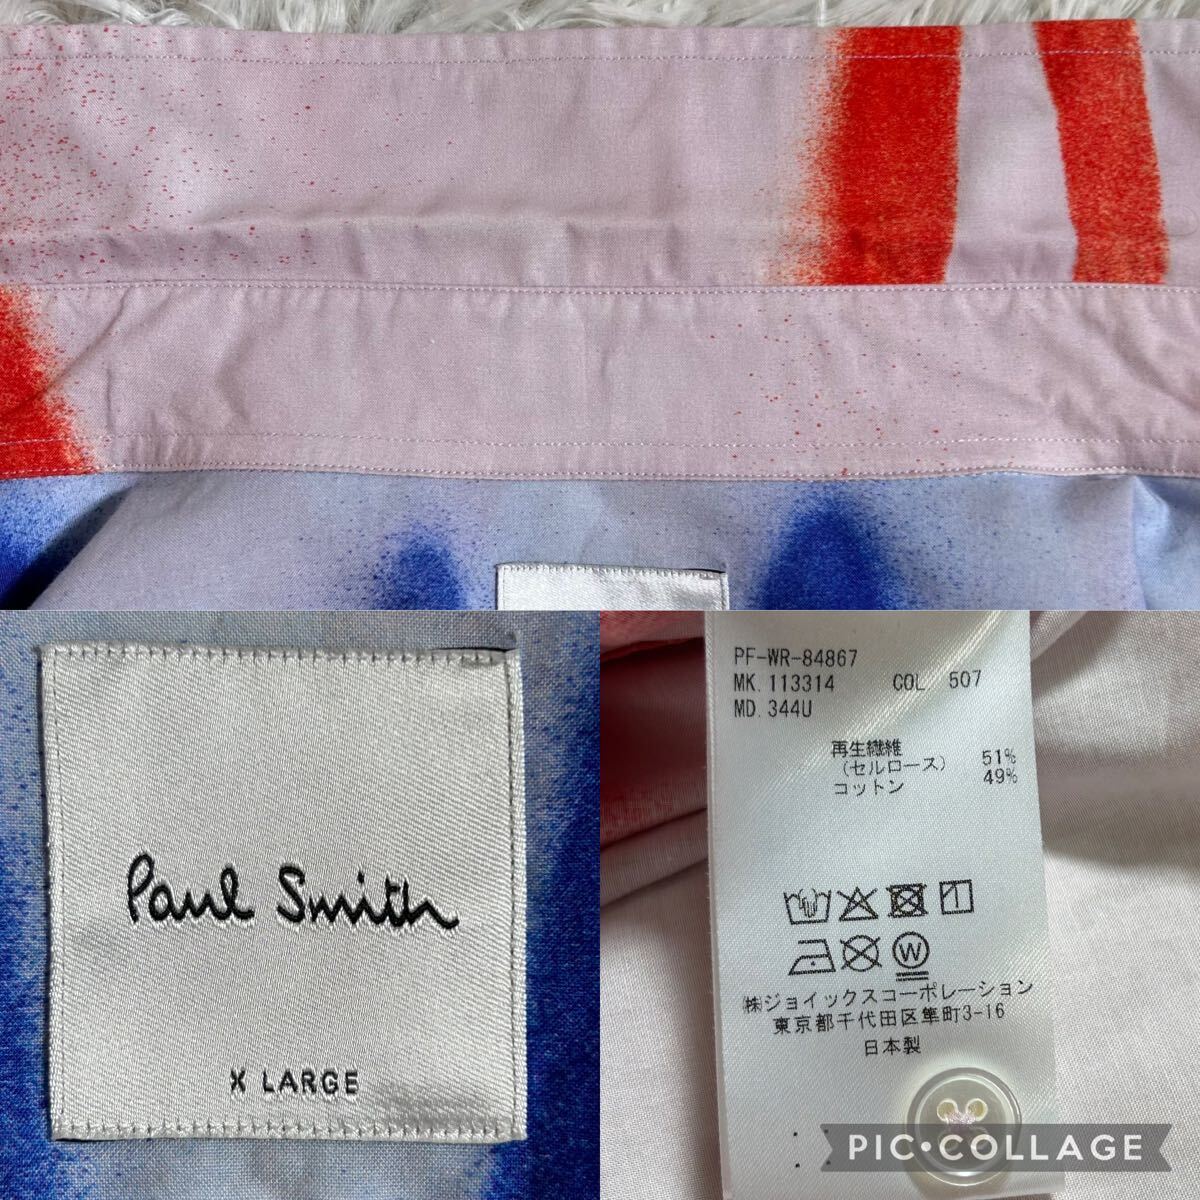 Paul Smith
X LARGE
PF-WR-84867
MK. 113314 COL 507
MD. 344U
再生繊維
(セルロース) 51%
コットン 49%
W
㈱ジョイックスコーポレーション
東京都千代田区隼町3-16
日本製
PIC•COLLAGE